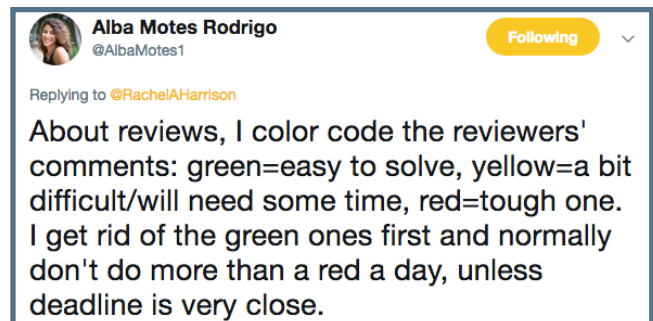 Alba Motes Rodrigo
@AlbaMotes1
Following
Replying to @RachelAHarrison
About reviews, I color code the reviewers'
comments: green=easy to solve, yellow=a bit
difficult/will need some time, red=tough one.
I get rid of the green ones first and normally
don't do more than a red a day, unless
deadline is very close.